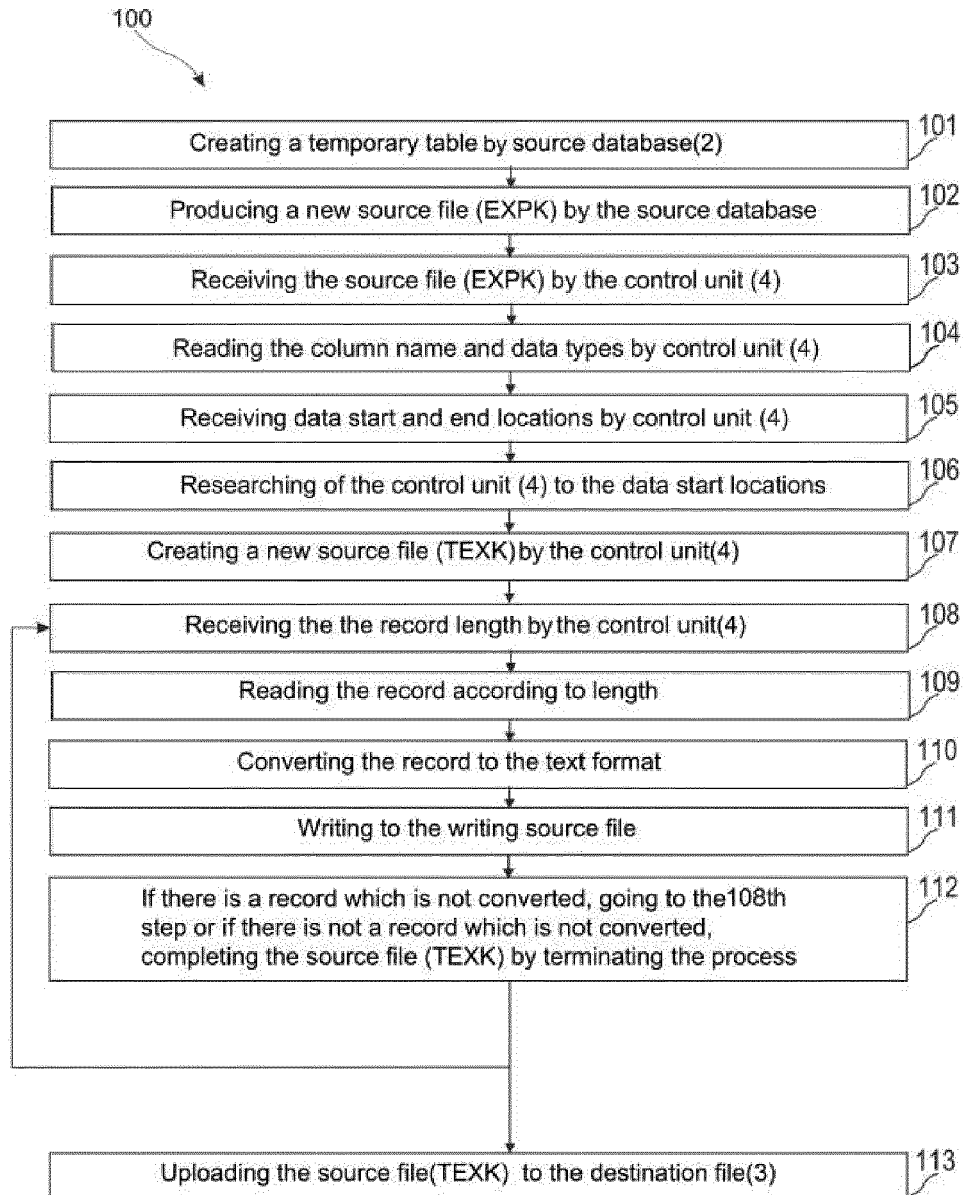 100
Creating a temporary table by source database(2)
101
Producing a new source file (EXPK) by the source database
102
Receiving the source file (EXPK) by the control unit (4)
103
Reading the column name and data types by control unit (4)
104
Receiving data start and end locations by control unit (4)
105
Researching of the control unit (4) to the data start locations
106
Creating a new source file (TEXK) by the control unit(4)
107
Receiving the the record length by the control unit(4)
108
Reading the record according to length
109
Converting the record to the text format
110
Writing to the writing source file
111
If there is a record which is not converted, going to the108th
step or if there is not a record which is not converted,
completing the source file (TEXK) by terminating the process
112
Uploading the source file(TEXK) to the destination file(3)
113